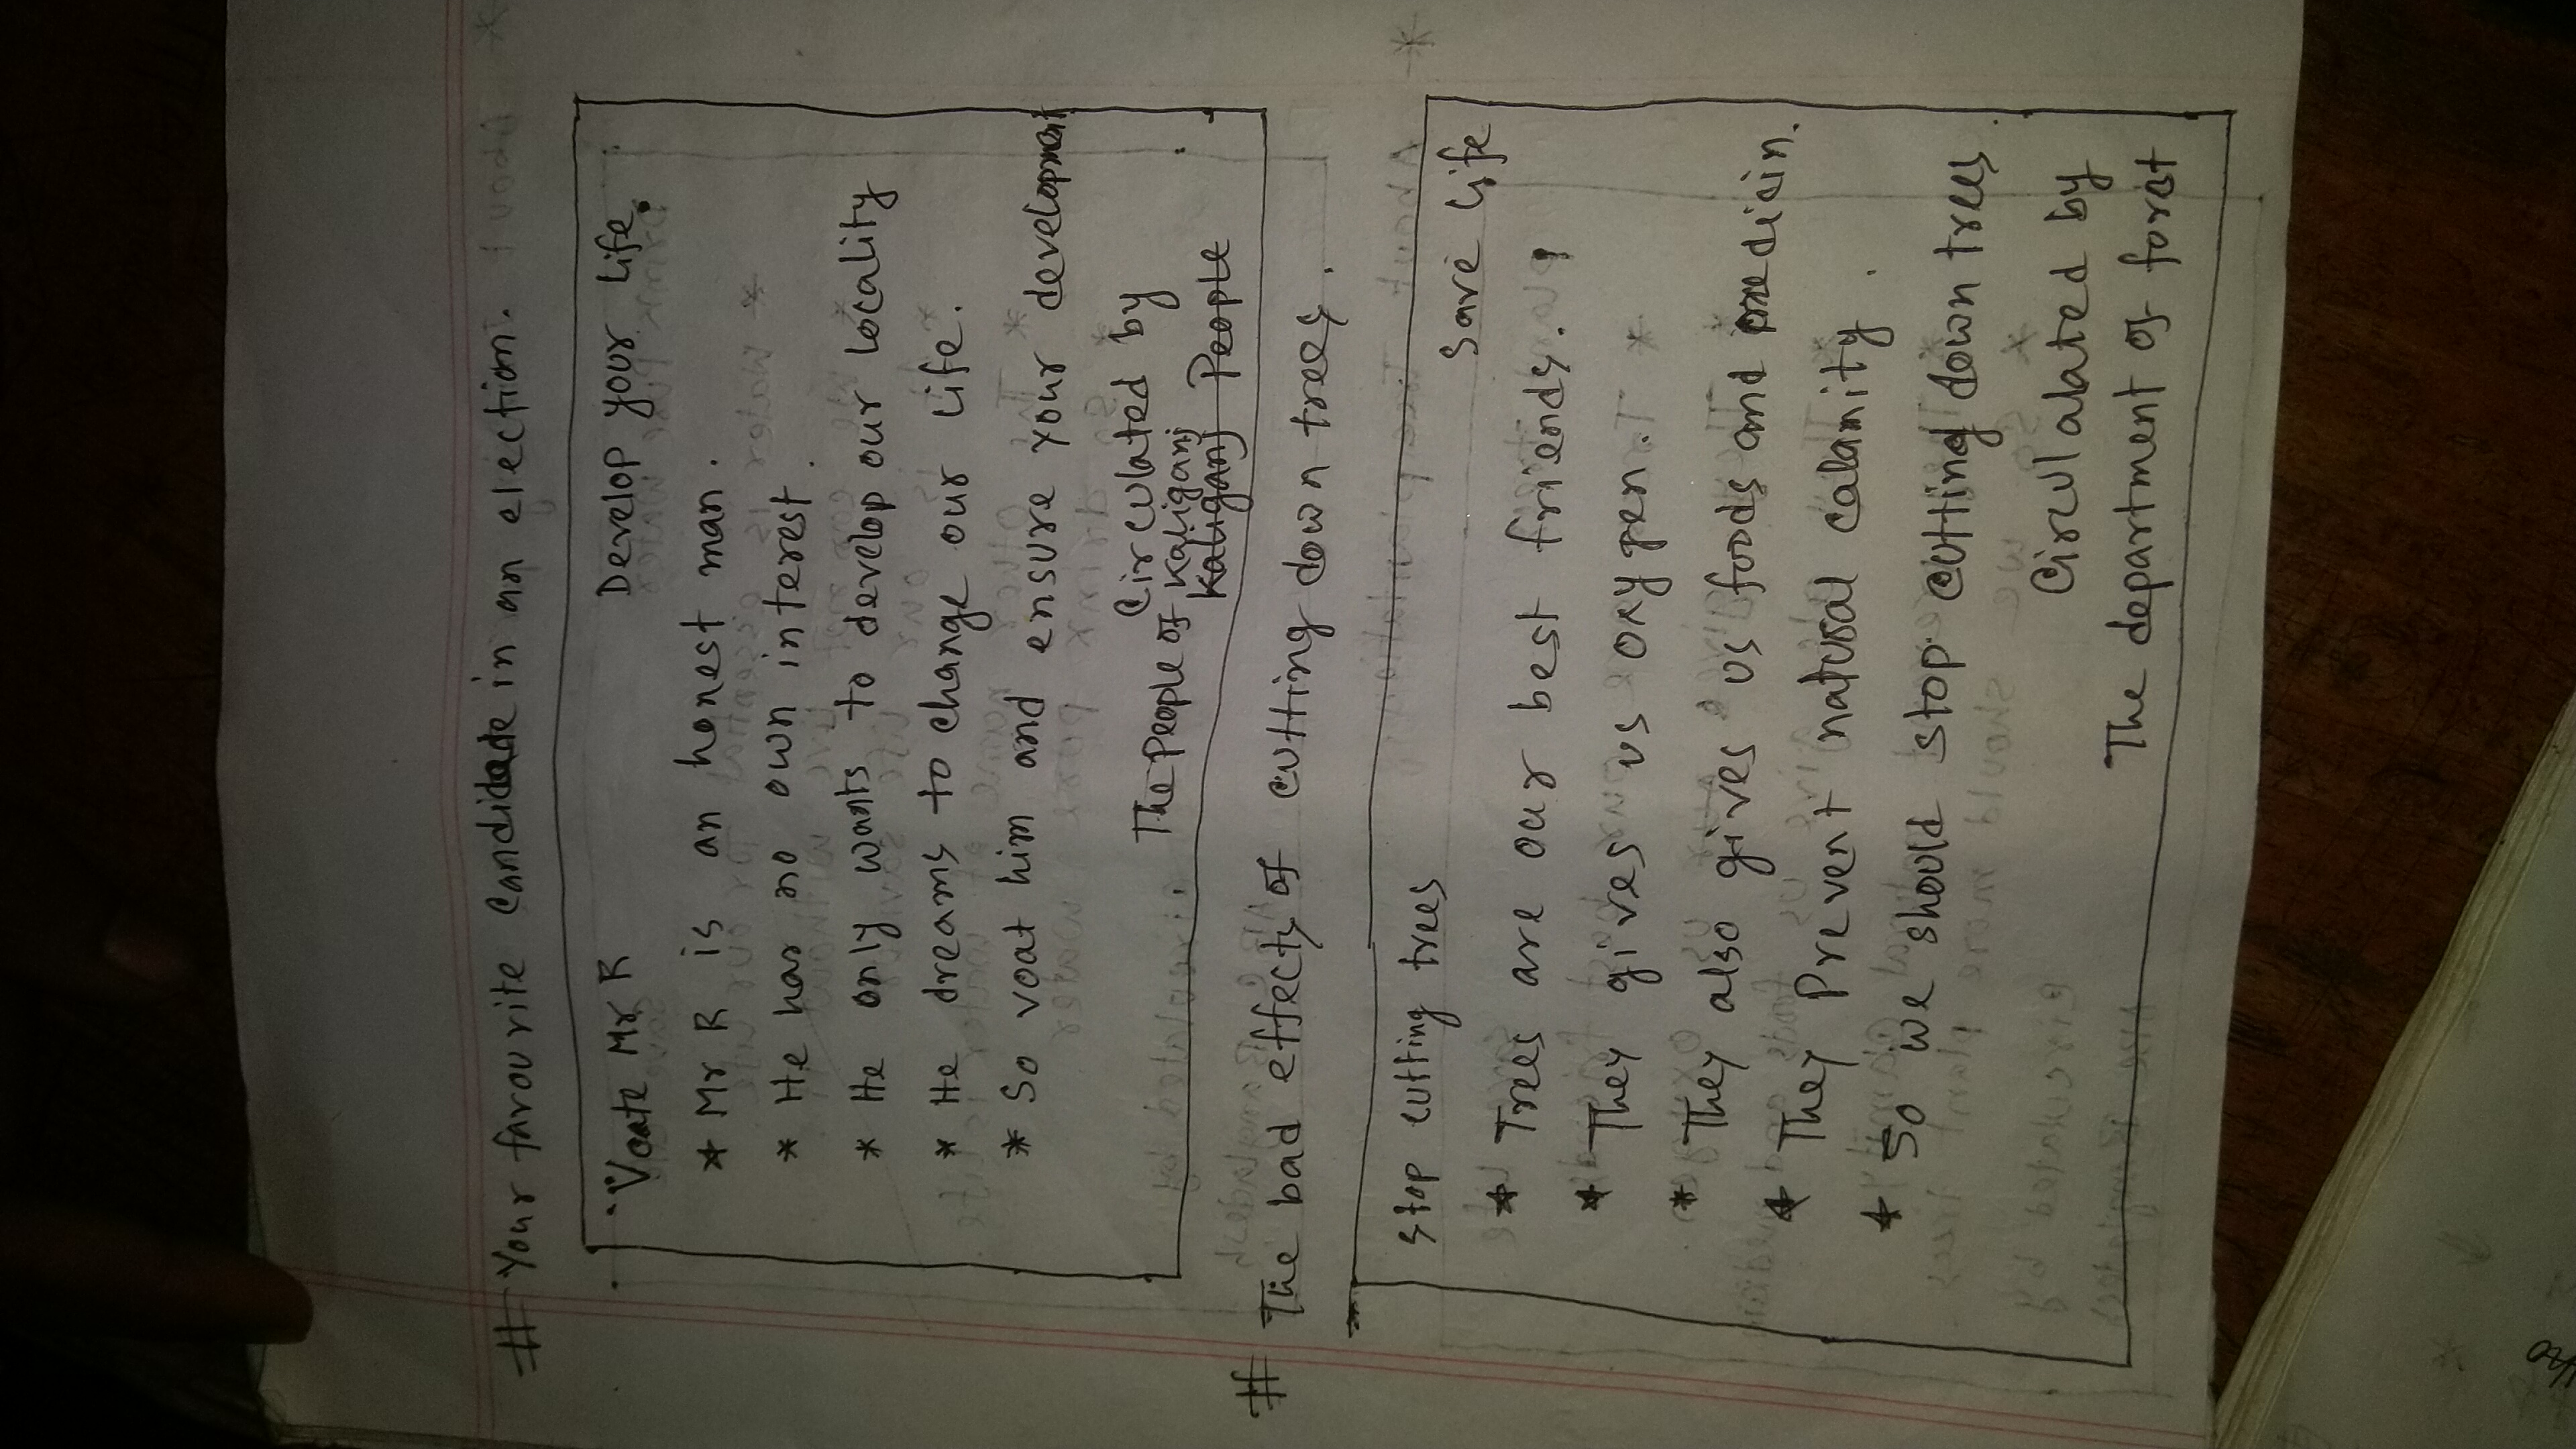 # Your favourite candidade in an election.
Voate Mr R Develop your life.
* Mr R is an honest man.
* He has no own interest.
* He only wants to develop our locality
* He dreams to change our life.
* So voat him and ensure your development
Circulated by
The People of Kaliganj
Kaliganj People
# The bad effects of cutting down trees.
Stop cutting trees
Save life
* Trees are our best friends.
* They gives us oxygen.
* They also gives us foods and medicin.
* They Prevent natural calamity.
* So we should stop cutting down trees.
Circulalated by
The department of forst